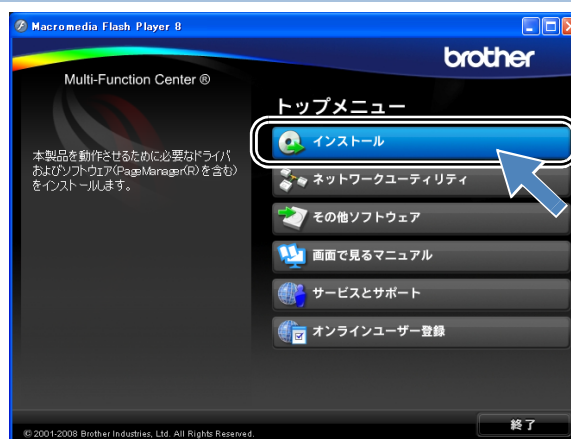 Macromedia Flash Player 8
brother
Multi-Function Center ®
トップメニュー
本製品を動作させるために必要なドライバ
およびソフトウェア(PageManager(R)を含む)
をインストールします。
インストール
ネットワークユーティリティ
その他ソフトウェア
画面で見るマニュアル
サービスとサポート
オンラインユーザー登録
© 2001-2008 Brother Industries, Ltd. All Rights Reserved.
終了